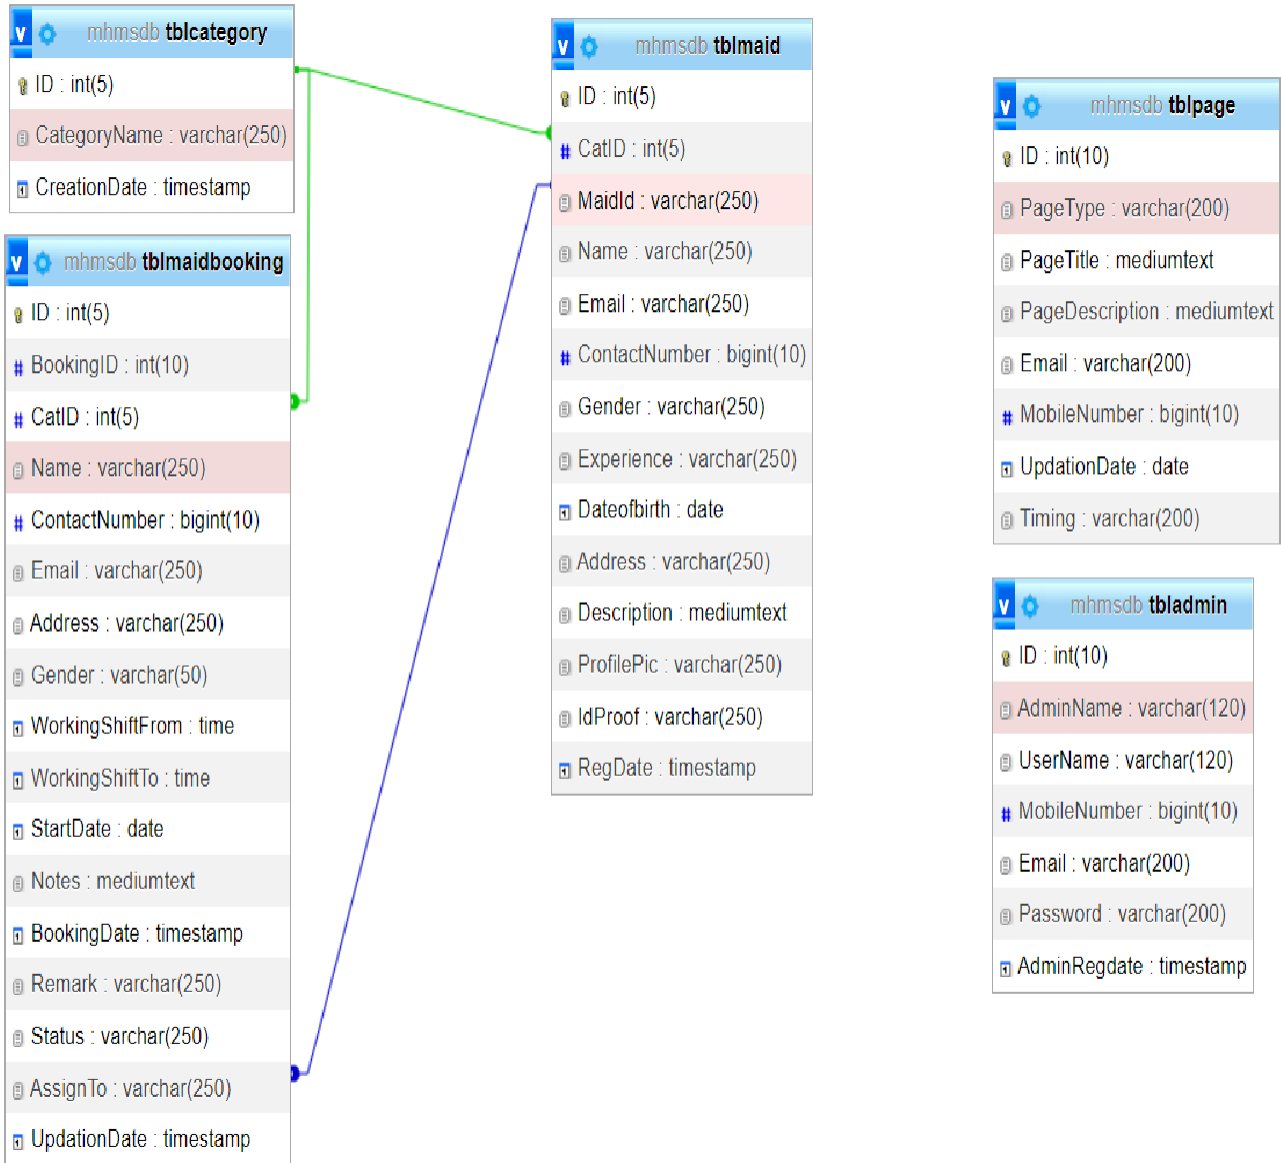 v mhmsdb tblcategory
ID : int(5)
CategoryName : varchar(250)
CreationDate : timestamp
v mhmsdb tblmaidbooking
ID : int(5)
# BookingID : int(10)
# CatID : int(5)
Name : varchar(250)
# ContactNumber : bigint(10)
Email : varchar(250)
Address : varchar(250)
Gender : varchar(50)
WorkingShiftFrom : time
WorkingShiftTo : time
StartDate : date
Notes : mediumtext
BookingDate : timestamp
Remark : varchar(250)
Status : varchar(250)
AssignTo : varchar(250)
UpdationDate : timestamp
v mhmsdb tblmaid
ID : int(5)
# CatID : int(5)
MaidId : varchar(250)
Name : varchar(250)
Email : varchar(250)
# ContactNumber : bigint(10)
Gender : varchar(250)
Experience : varchar(250)
Dateofbirth : date
Address : varchar(250)
Description : mediumtext
ProfilePic : varchar(250)
IdProof : varchar(250)
RegDate : timestamp
v mhmsdb tblpage
ID : int(10)
PageType : varchar(200)
PageTitle : mediumtext
PageDescription : mediumtext
Email : varchar(200)
# MobileNumber : bigint(10)
UpdationDate : date
Timing : varchar(200)
v mhmsdb tbladmin
ID : int(10)
AdminName : varchar(120)
UserName : varchar(120)
# MobileNumber : bigint(10)
Email : varchar(200)
Password : varchar(200)
AdminRegdate : timestamp